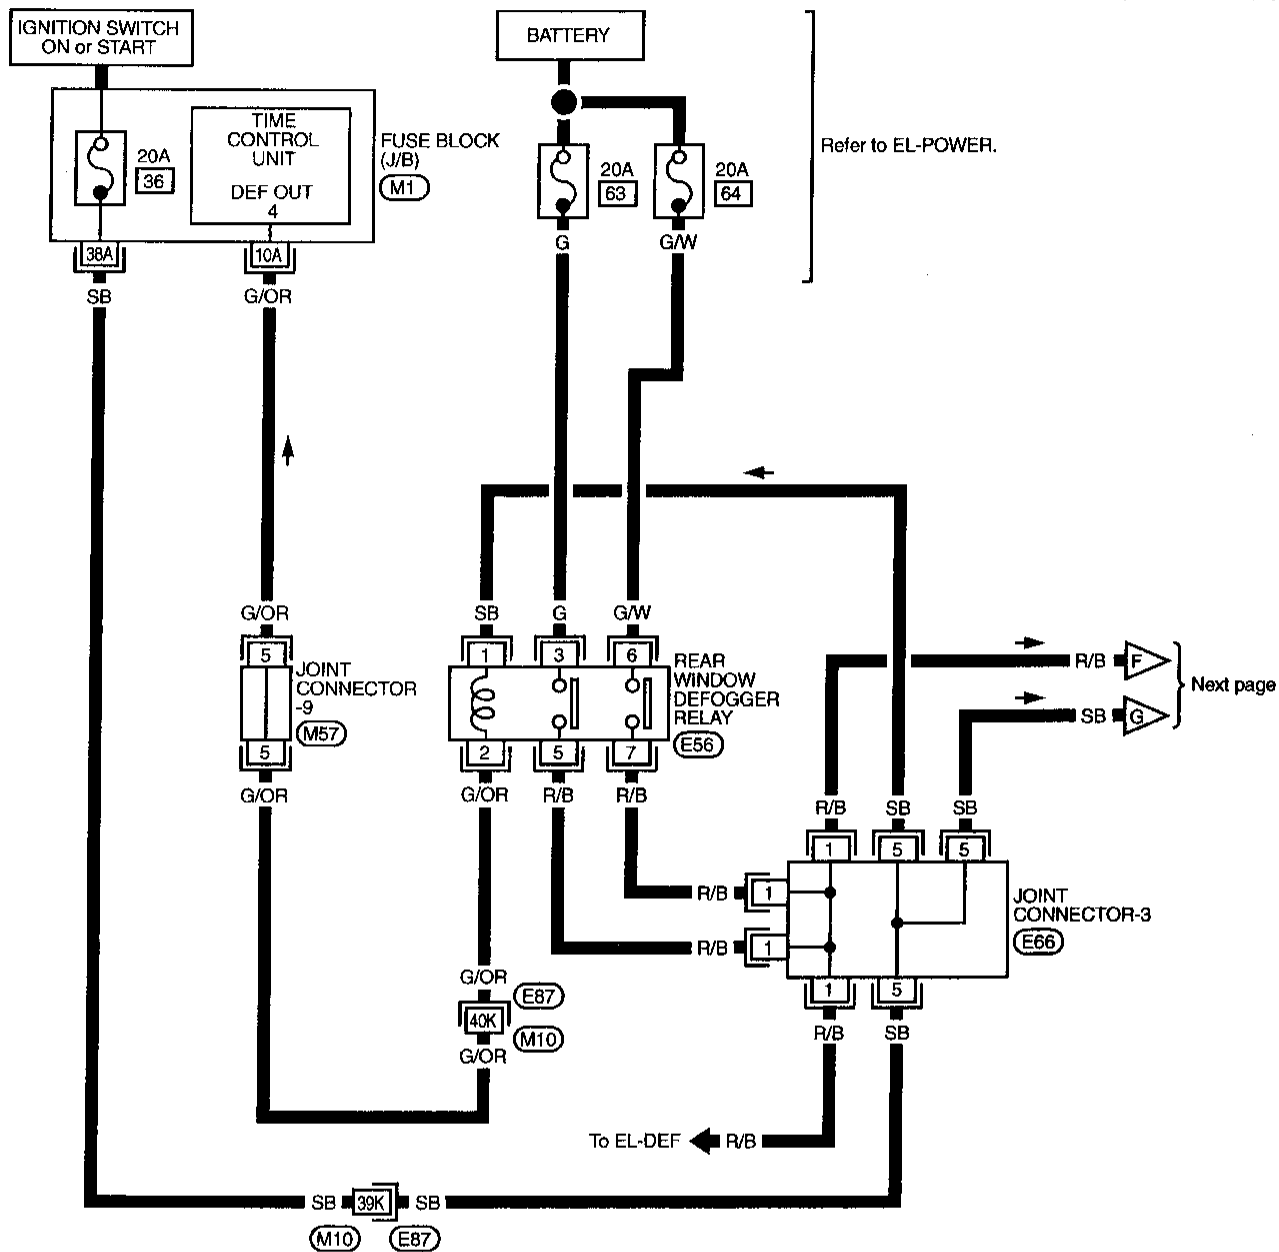 IGNITION SWITCH
ON or START
BATTERY
TIME
CONTROL
UNIT
DEF OUT
4
20A
36
FUSE BLOCK
(J/B)
M1
20A
63
20A
64
Refer to EL-POWER.
38A
10A
SB
G/OR
G
G/W
G/OR
SB
G
G/W
5
JOINT
CONNECTOR
-9
M57
5
G/OR
1
3
6
REAR
WINDOW
DEFOGGER
RELAY
E56
2
5
7
G/OR
R/B
R/B
R/B
F
SB
G
Next page
R/B
SB
SB
1
5
5
R/B
1
R/B
1
JOINT
CONNECTOR-3
E66
1
5
R/B
SB
G/OR
E87
40K
M10
G/OR
To EL-DEF
R/B
SB
39K
SB
M10
E87